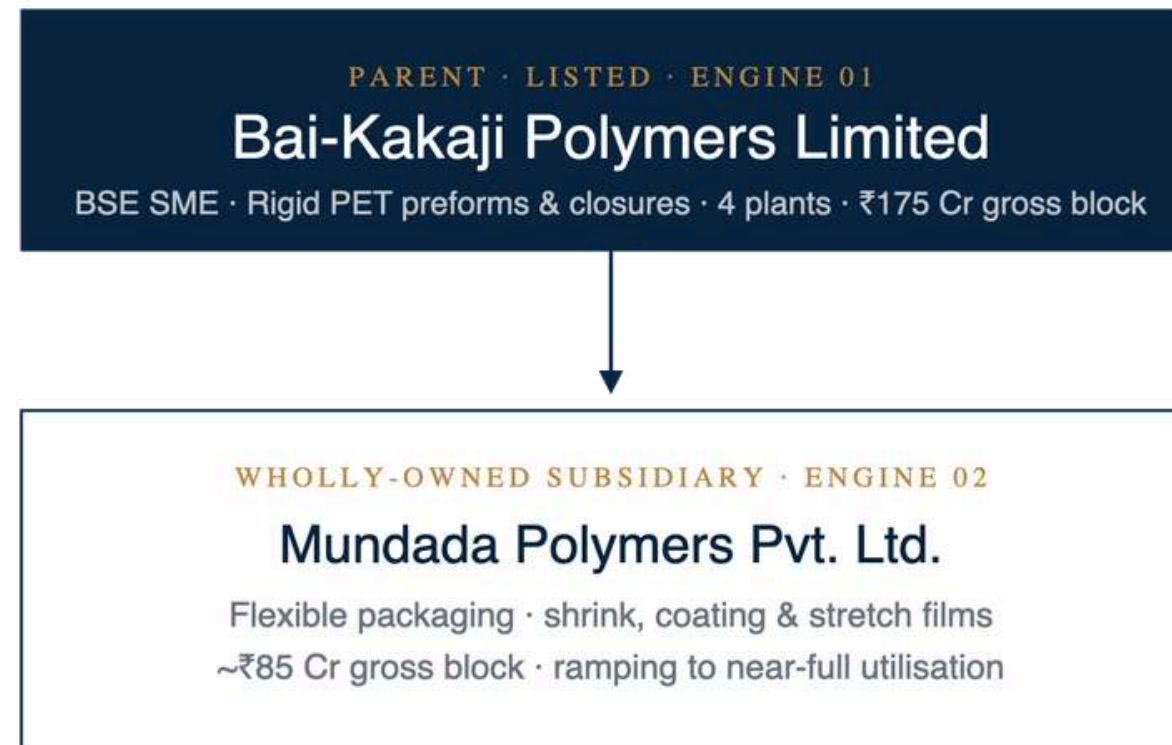 PARENT · LISTED · ENGINE 01
Bai-Kakaji Polymers Limited
BSE SME · Rigid PET preforms & closures · 4 plants · ₹175 Cr gross block
WHOLLY-OWNED SUBSIDIARY · ENGINE 02
Mundada Polymers Pvt. Ltd.
Flexible packaging · shrink, coating & stretch films
~₹85 Cr gross block · ramping to near-full utilisation